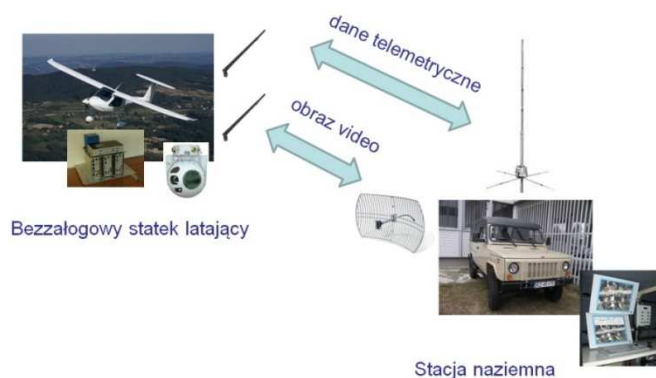 dane telemetryczne
obraz video
Bezzałogowy statek latający
Stacja naziemna